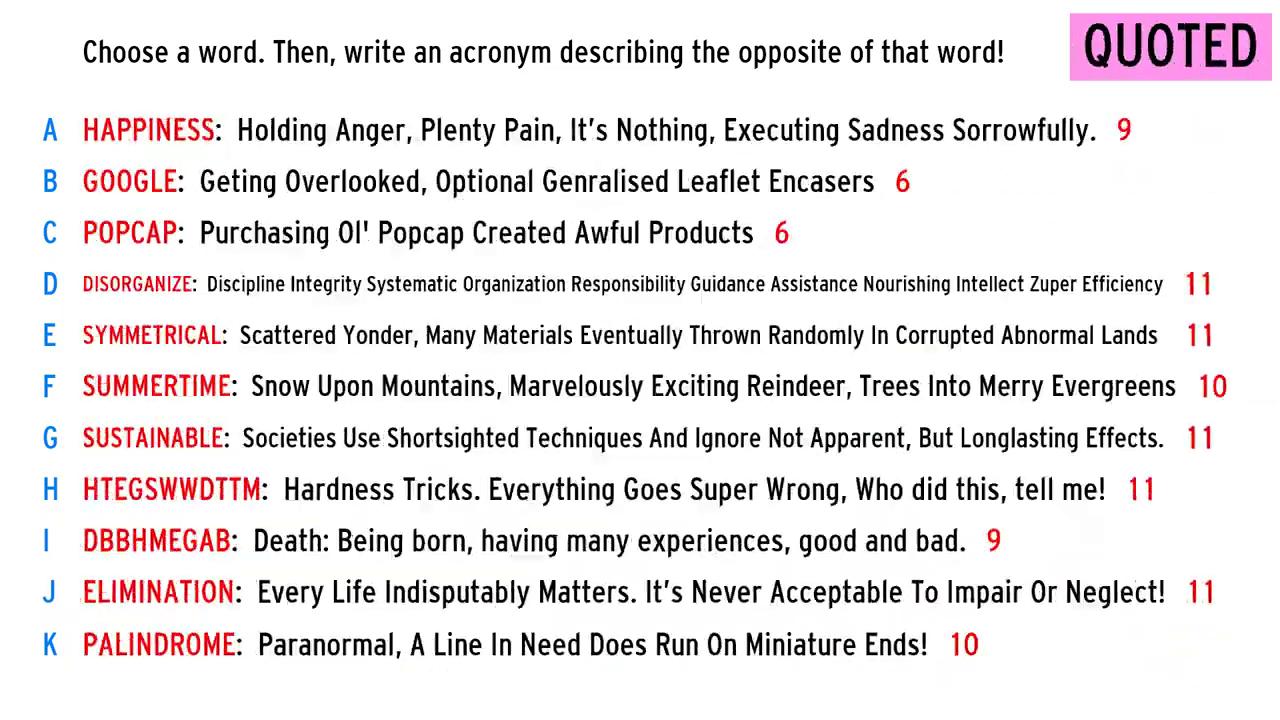 Choose a word. Then, write an acronym describing the opposite of that word!
QUOTED
A HAPPINESS: Holding Anger, Plenty Pain, It's Nothing, Executing Sadness Sorrowfully. 9
B GOOGLE: Geting Overlooked, Optional Genralised Leaflet Encasers 6
C POPCAP: Purchasing Ol' Popcap Created Awful Products 6
D DISORGANIZE: Discipline Integrity Systematic Organization Responsibility Guidance Assistance Nourishing Intellect Zuper Efficiency 11
E SYMMETRICAL: Scattered Yonder, Many Materials Eventually Thrown Randomly In Corrupted Abnormal Lands 11
F SUMMERTIME: Snow Upon Mountains, Marvelously Exciting Reindeer, Trees Into Merry Evergreens 10
G SUSTAINABLE: Societies Use Shortsighted Techniques And Ignore Not Apparent, But Longlasting Effects. 11
H HTEGSWWDTTM: Hardness Tricks. Everything Goes Super Wrong, Who did this, tell me! 11
I DBBHMEGAB: Death: Being born, having many experiences, good and bad. 9
J ELIMINATION: Every Life Indisputably Matters. It's Never Acceptable To Impair Or Neglect! 11
K PALINDROME: Paranormal, A Line In Need Does Run On Miniature Ends! 10